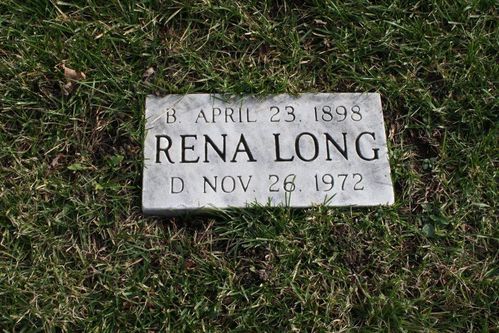 B. APRIL 23. 1898
RENA LONG
D. NOV. 26. 1972